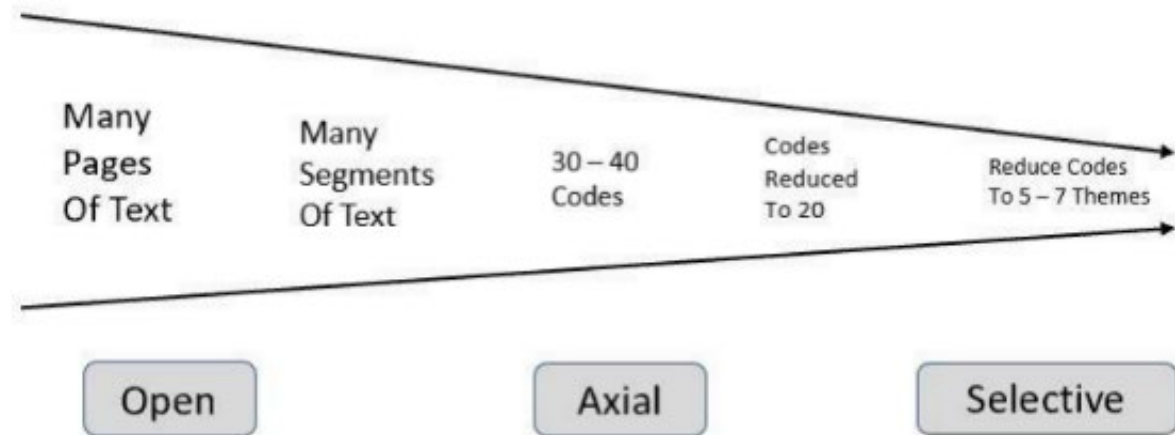 Many
Pages
Of Text
Many
Segments
Of Text
30 – 40
Codes
Codes
Reduced
To 20
Reduce Codes
To 5 – 7 Themes
Open
Axial
Selective